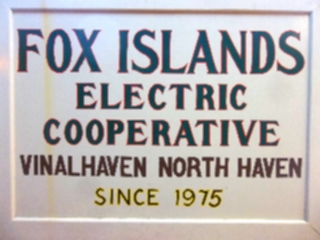 FOX ISLANDS
ELECTRIC
COOPERATIVE
VINALHAVEN NORTH HAVEN
SINCE 1975